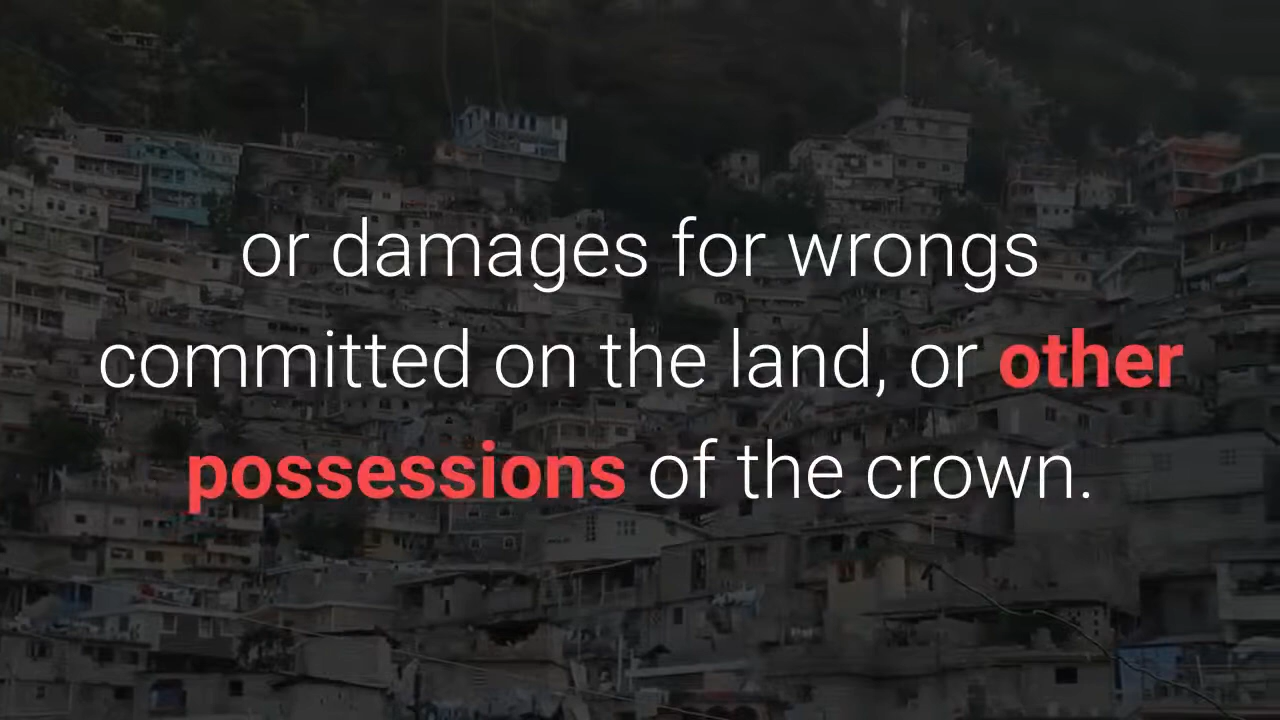 or damages for wrongs
committed on the land, or other
possessions of the crown.